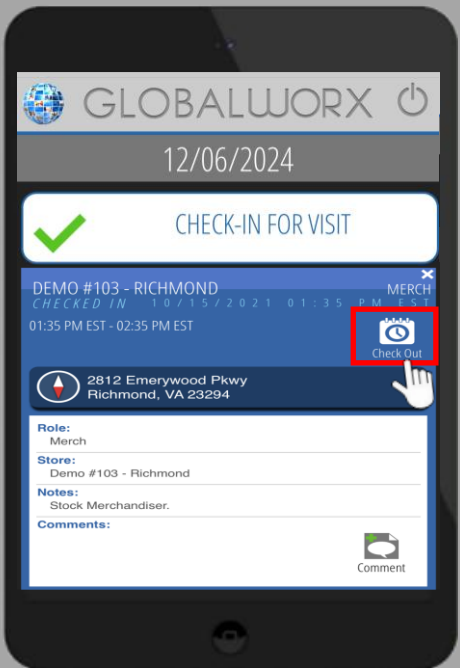 GLOBALWORX
12/06/2024
CHECK-IN FOR VISIT
DEMO #103 - RICHMOND MERCH
CHECKED IN 10/15/2021 01:35 PM EST
01:35 PM EST - 02:35 PM EST
Check Out
2812 Emerywood Pkwy
Richmond, VA 23294
Role:
Merch
Store:
Demo #103 - Richmond
Notes:
Stock Merchandiser.
Comments:
Comment